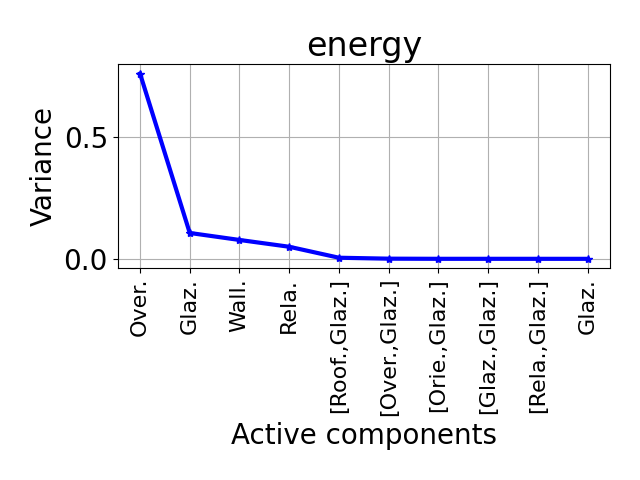 energy
Variance
0.5
0.0
Over.
Glaz.
Wall.
Rela.
[Roof.,Glaz.]
[Over.,Glaz.]
[Orie.,Glaz.]
[Glaz.,Glaz.]
[Rela.,Glaz.]
Glaz.
Active components